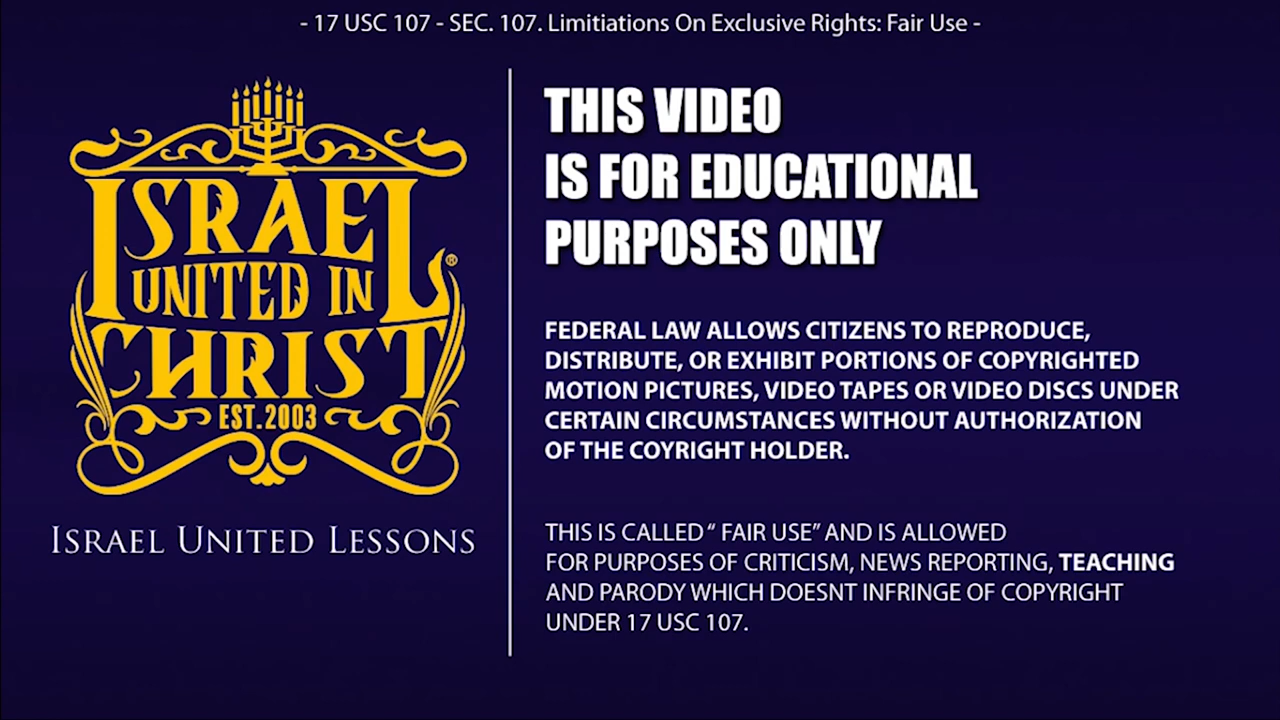 - 17 USC 107 - SEC. 107. Limitiations On Exclusive Rights: Fair Use -
ISRAEL
UNITED IN
CHRIST
®
EST.2003
ISRAEL UNITED LESSONS
THIS VIDEO
IS FOR EDUCATIONAL
PURPOSES ONLY
FEDERAL LAW ALLOWS CITIZENS TO REPRODUCE,
DISTRIBUTE, OR EXHIBIT PORTIONS OF COPYRIGHTED
MOTION PICTURES, VIDEO TAPES OR VIDEO DISCS UNDER
CERTAIN CIRCUMSTANCES WITHOUT AUTHORIZATION
OF THE COYRIGHT HOLDER.
THIS IS CALLED “ FAIR USE” AND IS ALLOWED
FOR PURPOSES OF CRITICISM, NEWS REPORTING, TEACHING
AND PARODY WHICH DOESNT INFRINGE OF COPYRIGHT
UNDER 17 USC 107.